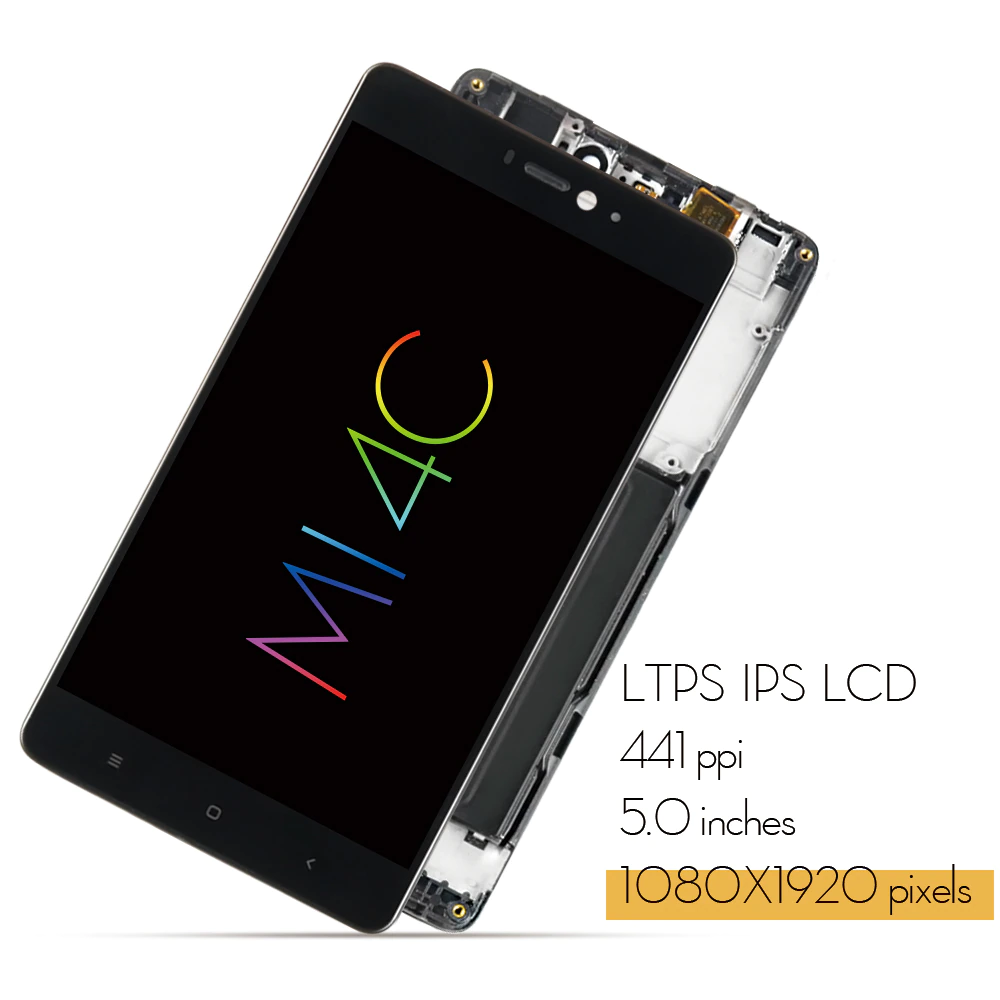 MI 4C
LTPS IPS LCD
441 ppi
5.0 inches
1080X1920 pixels